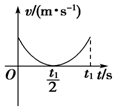 v/(m·s⁻¹)
O
t₁/2
t₁ t/s